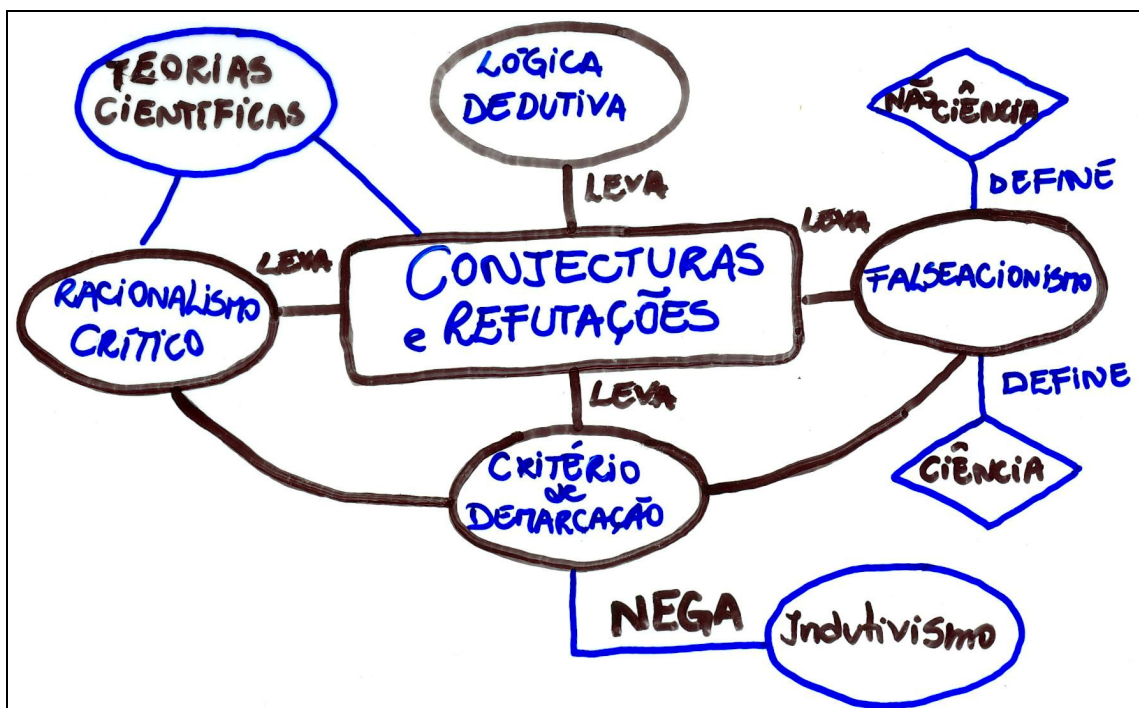 TEORIAS
CIENTÍFICAS
LÓGICA
DEDUTIVA
NÃO
CIÊNCIA
DEFINE
LEVA
LEVA
LEVA
CONJECTURAS
e REFUTAÇÕES
RACIONALISMO
CRÍTICO
FALSEACIONISMO
LEVA
DEFINE
CRITÉRIO
de
DEMARCAÇÃO
CIÊNCIA
NEGA
Indutivismo